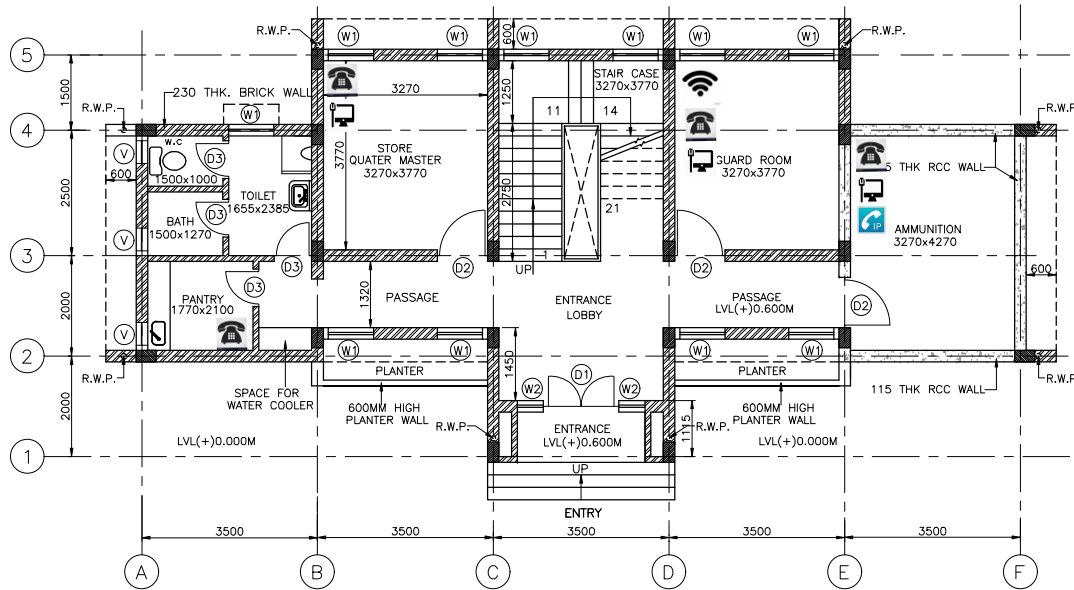 R.W.P.
W1
W1
600
W1
W1
W1
W1
R.W.P.
5
1500
230 THK. BRICK WALL
3270
1250
STAIR CASE
3270x3770
R.W.P.
W1
11
14
R.W.P.
4
W.C
V
D3
600
1500x1000
STORE
QUATER MASTER
3270x3770
3770
GUARD ROOM
3270x3770
THK RCC WALL
2500
TOILET
1655x2385
D3
BATH
1500x1270
2750
21
IP
AMMUNITION
3270x4270
V
3
D3
D2
1
UP
D2
600
2000
PANTRY
1770x2100
D3
1320
PASSAGE
ENTRANCE
LOBBY
PASSAGE
LVL(+)0.600M
D2
V
2
W1
W1
1450
W1
W1
R.W.P.
PLANTER
PLANTER
R.W.P.
D1
115 THK RCC WALL
SPACE FOR
WATER COOLER
W2
W2
2000
600MM HIGH
PLANTER WALL
600MM HIGH
PLANTER WALL
R.W.P.
ENTRANCE
LVL(+)0.600M
1115
R.W.P.
LVL(+)0.000M
LVL(+)0.000M
1
UP
ENTRY
3500
3500
3500
3500
3500
A
B
C
D
E
F